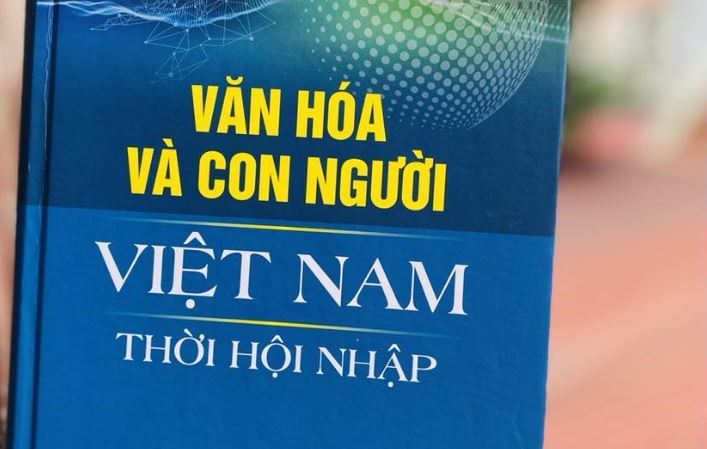 VĂN HÓA
VÀ CON NGƯỜI
VIỆT NAM
THỜI HỘI NHẬP